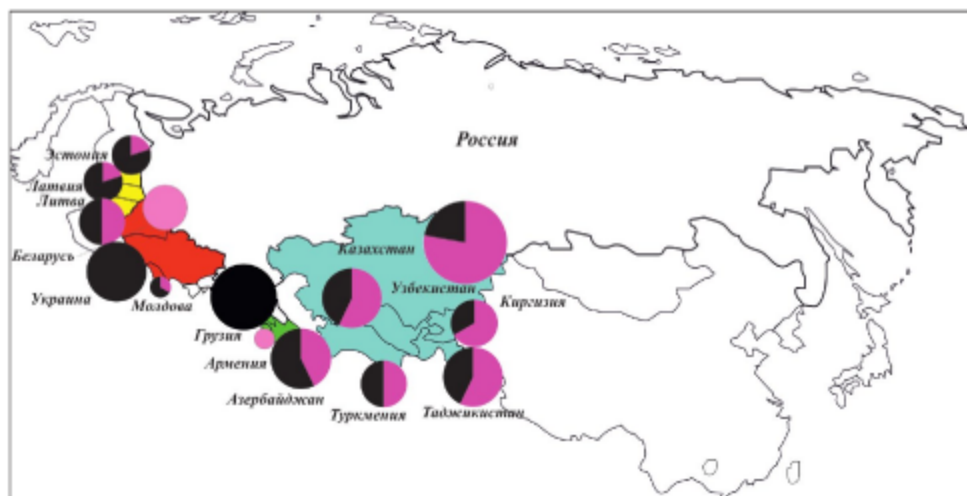 Россия
Эстония
Латвия
Литва
Беларусь
Украина
Молдова
Грузия
Армения
Азербайджан
Казахстан
Узбекистан
Киргизия
Туркмения
Таджикистан